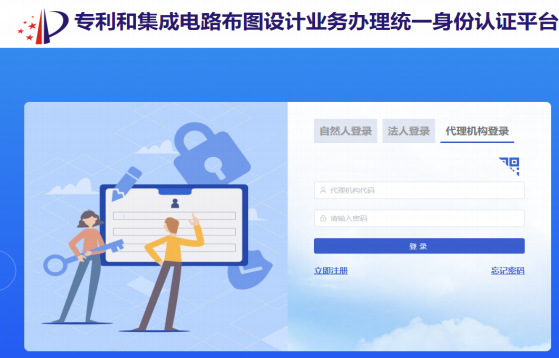 专利和集成电路布图设计业务办理统一身份认证平台
自然人登录 法人登录 代理机构登录
代理机构代码
请输入密码
登 录
立即注册 忘记密码